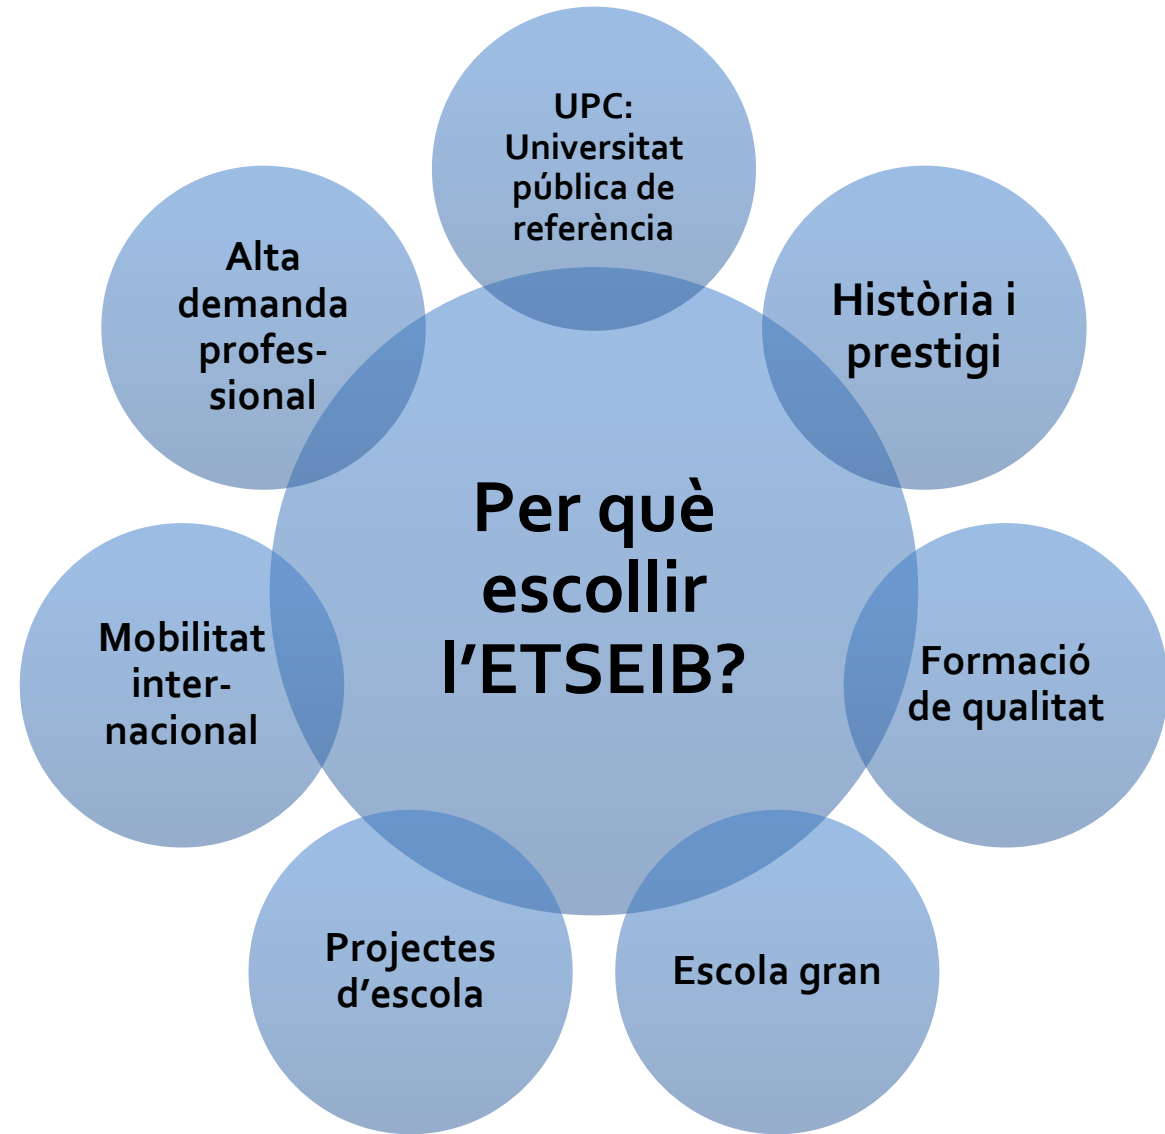 UPC:
Universitat
pública de
referència
Història i
prestigi
Formació
de qualitat
Escola gran
Projectes
d’escola
Mobilitat
inter-
nacional
Alta
demanda
profes-
sional
Per què
escollir
l’ETSEIB?